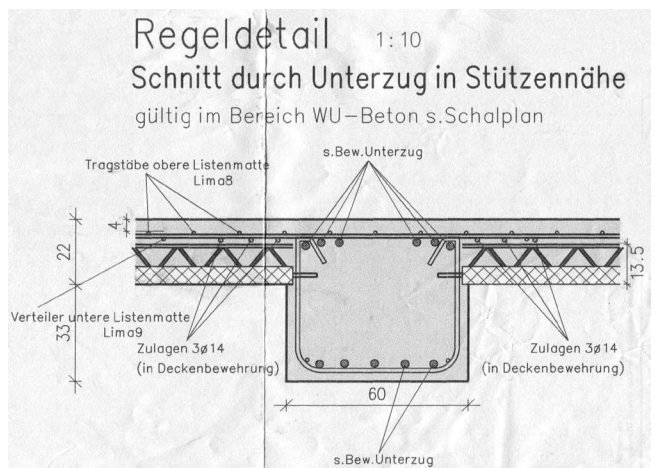 Regeldetail 1:10
Schnitt durch Unterzug in Stützennähe
gültig im Bereich WU-Beton s.Schalplan
s.Bew.Unterzug
Tragstäbe obere Listenmatte
Lima8
4
22
13.5
Verteiler untere Listenmatte
Lima9
33
Zulagen 3ø14
(in Deckenbewehrung)
Zulagen 3ø14
(in Deckenbewehrung)
60
s.Bew.Unterzug